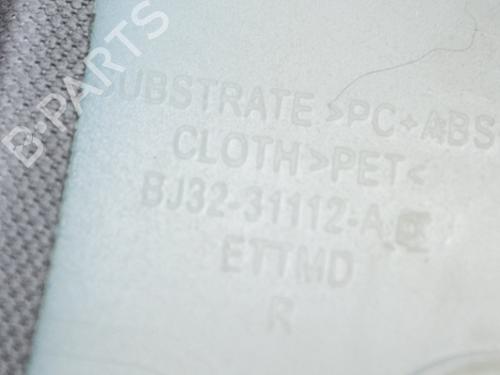 B-PARTS
SUBSTRATE >PC+ABS
CLOTH>PET<
BJ32-31112-A
ETTMD
R